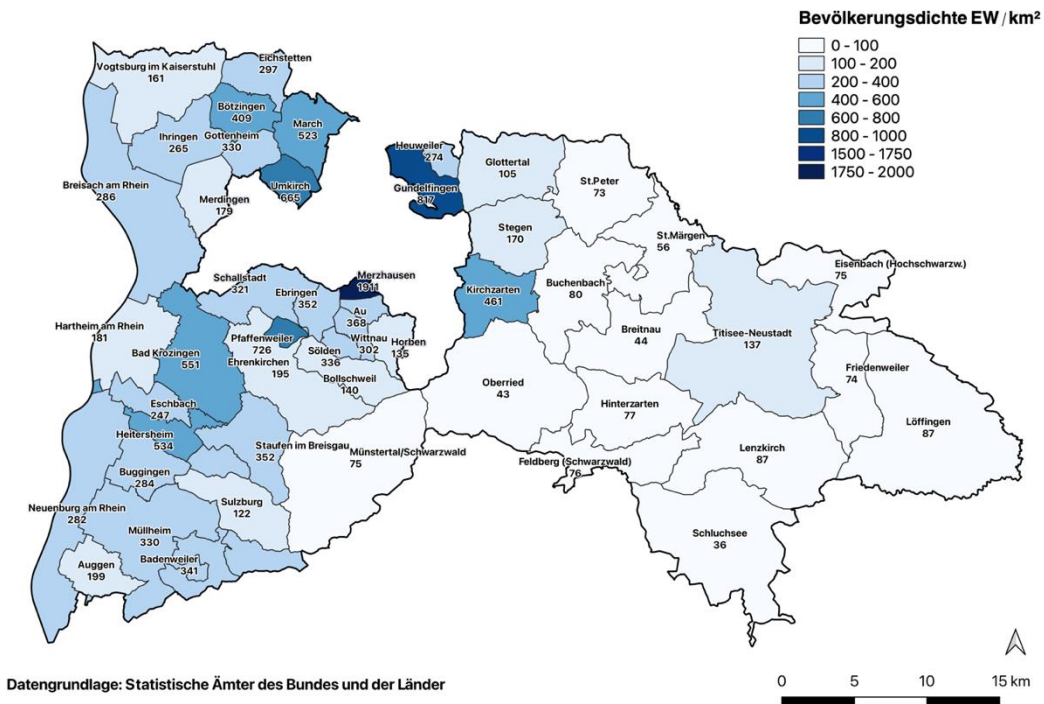 Bevölkerungsdichte EW / km²
0 - 100
100 - 200
200 - 400
400 - 600
600 - 800
800 - 1000
1500 - 1750
1750 - 2000
Vogtsburg im Kaiserstuhl
161
Eichstetten
297
Bötzingen
409
March
523
Ihringen
265
Gottenheim
330
Breisach am Rhein
286
Merdingen
179
Umkirch
665
Heuweiler
274
Gundelfingen
817
Glottertal
105
St.Peter
73
Stegen
170
St.Märgen
56
Eisenbach (Hochschwarzw.)
75
Kirchzarten
461
Buchenbach
80
Breitnau
44
Titisee-Neustadt
137
Friedenweiler
74
Löffingen
87
Schallstadt
321
Ebringen
352
Merzhausen
1911
Au
368
Wittnau
302
Horben
135
Hartheim am Rhein
181
Bad Krozingen
551
Pfaffenweiler
726
Ehrenkirchen
195
Sölden
336
Bollschweil
140
Oberried
43
Hinterzarten
77
Eschbach
247
Heitersheim
534
Staufen im Breisgau
352
Münstertal/Schwarzwald
75
Feldberg (Schwarzwald)
76
Lenzkirch
87
Buggingen
284
Sulzburg
122
Neuenburg am Rhein
282
Müllheim
330
Schluchsee
36
Auggen
199
Badenweiler
341
Datengrundlage: Statistische Ämter des Bundes und der Länder
0 5 10 15 km